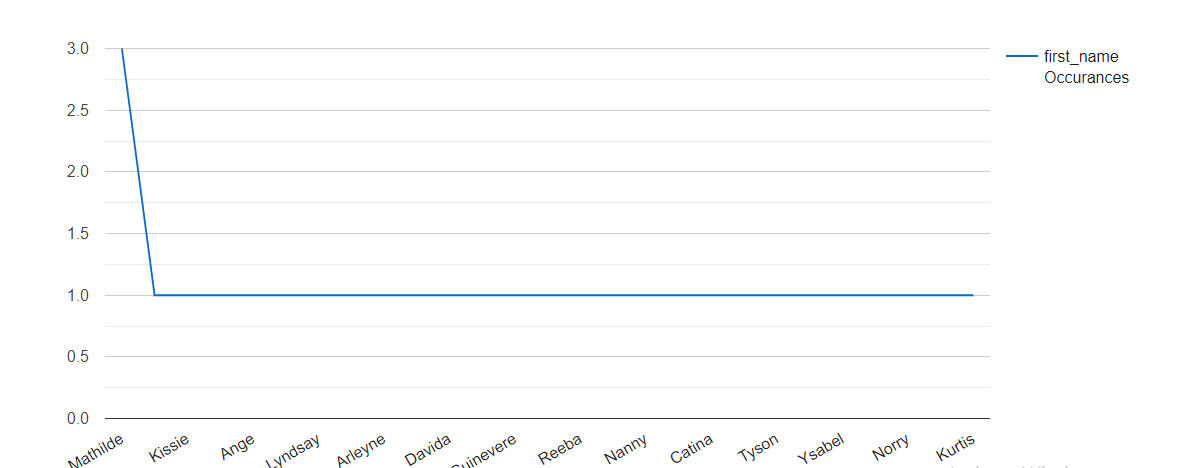 3.0
2.5
2.0
1.5
1.0
0.5
0.0
first_name
Occurances
Mathilde
Kissie
Ange
Lyndsay
Arleyne
Davida
Guinevere
Reeba
Nanny
Catina
Tyson
Ysabel
Norry
Kurtis